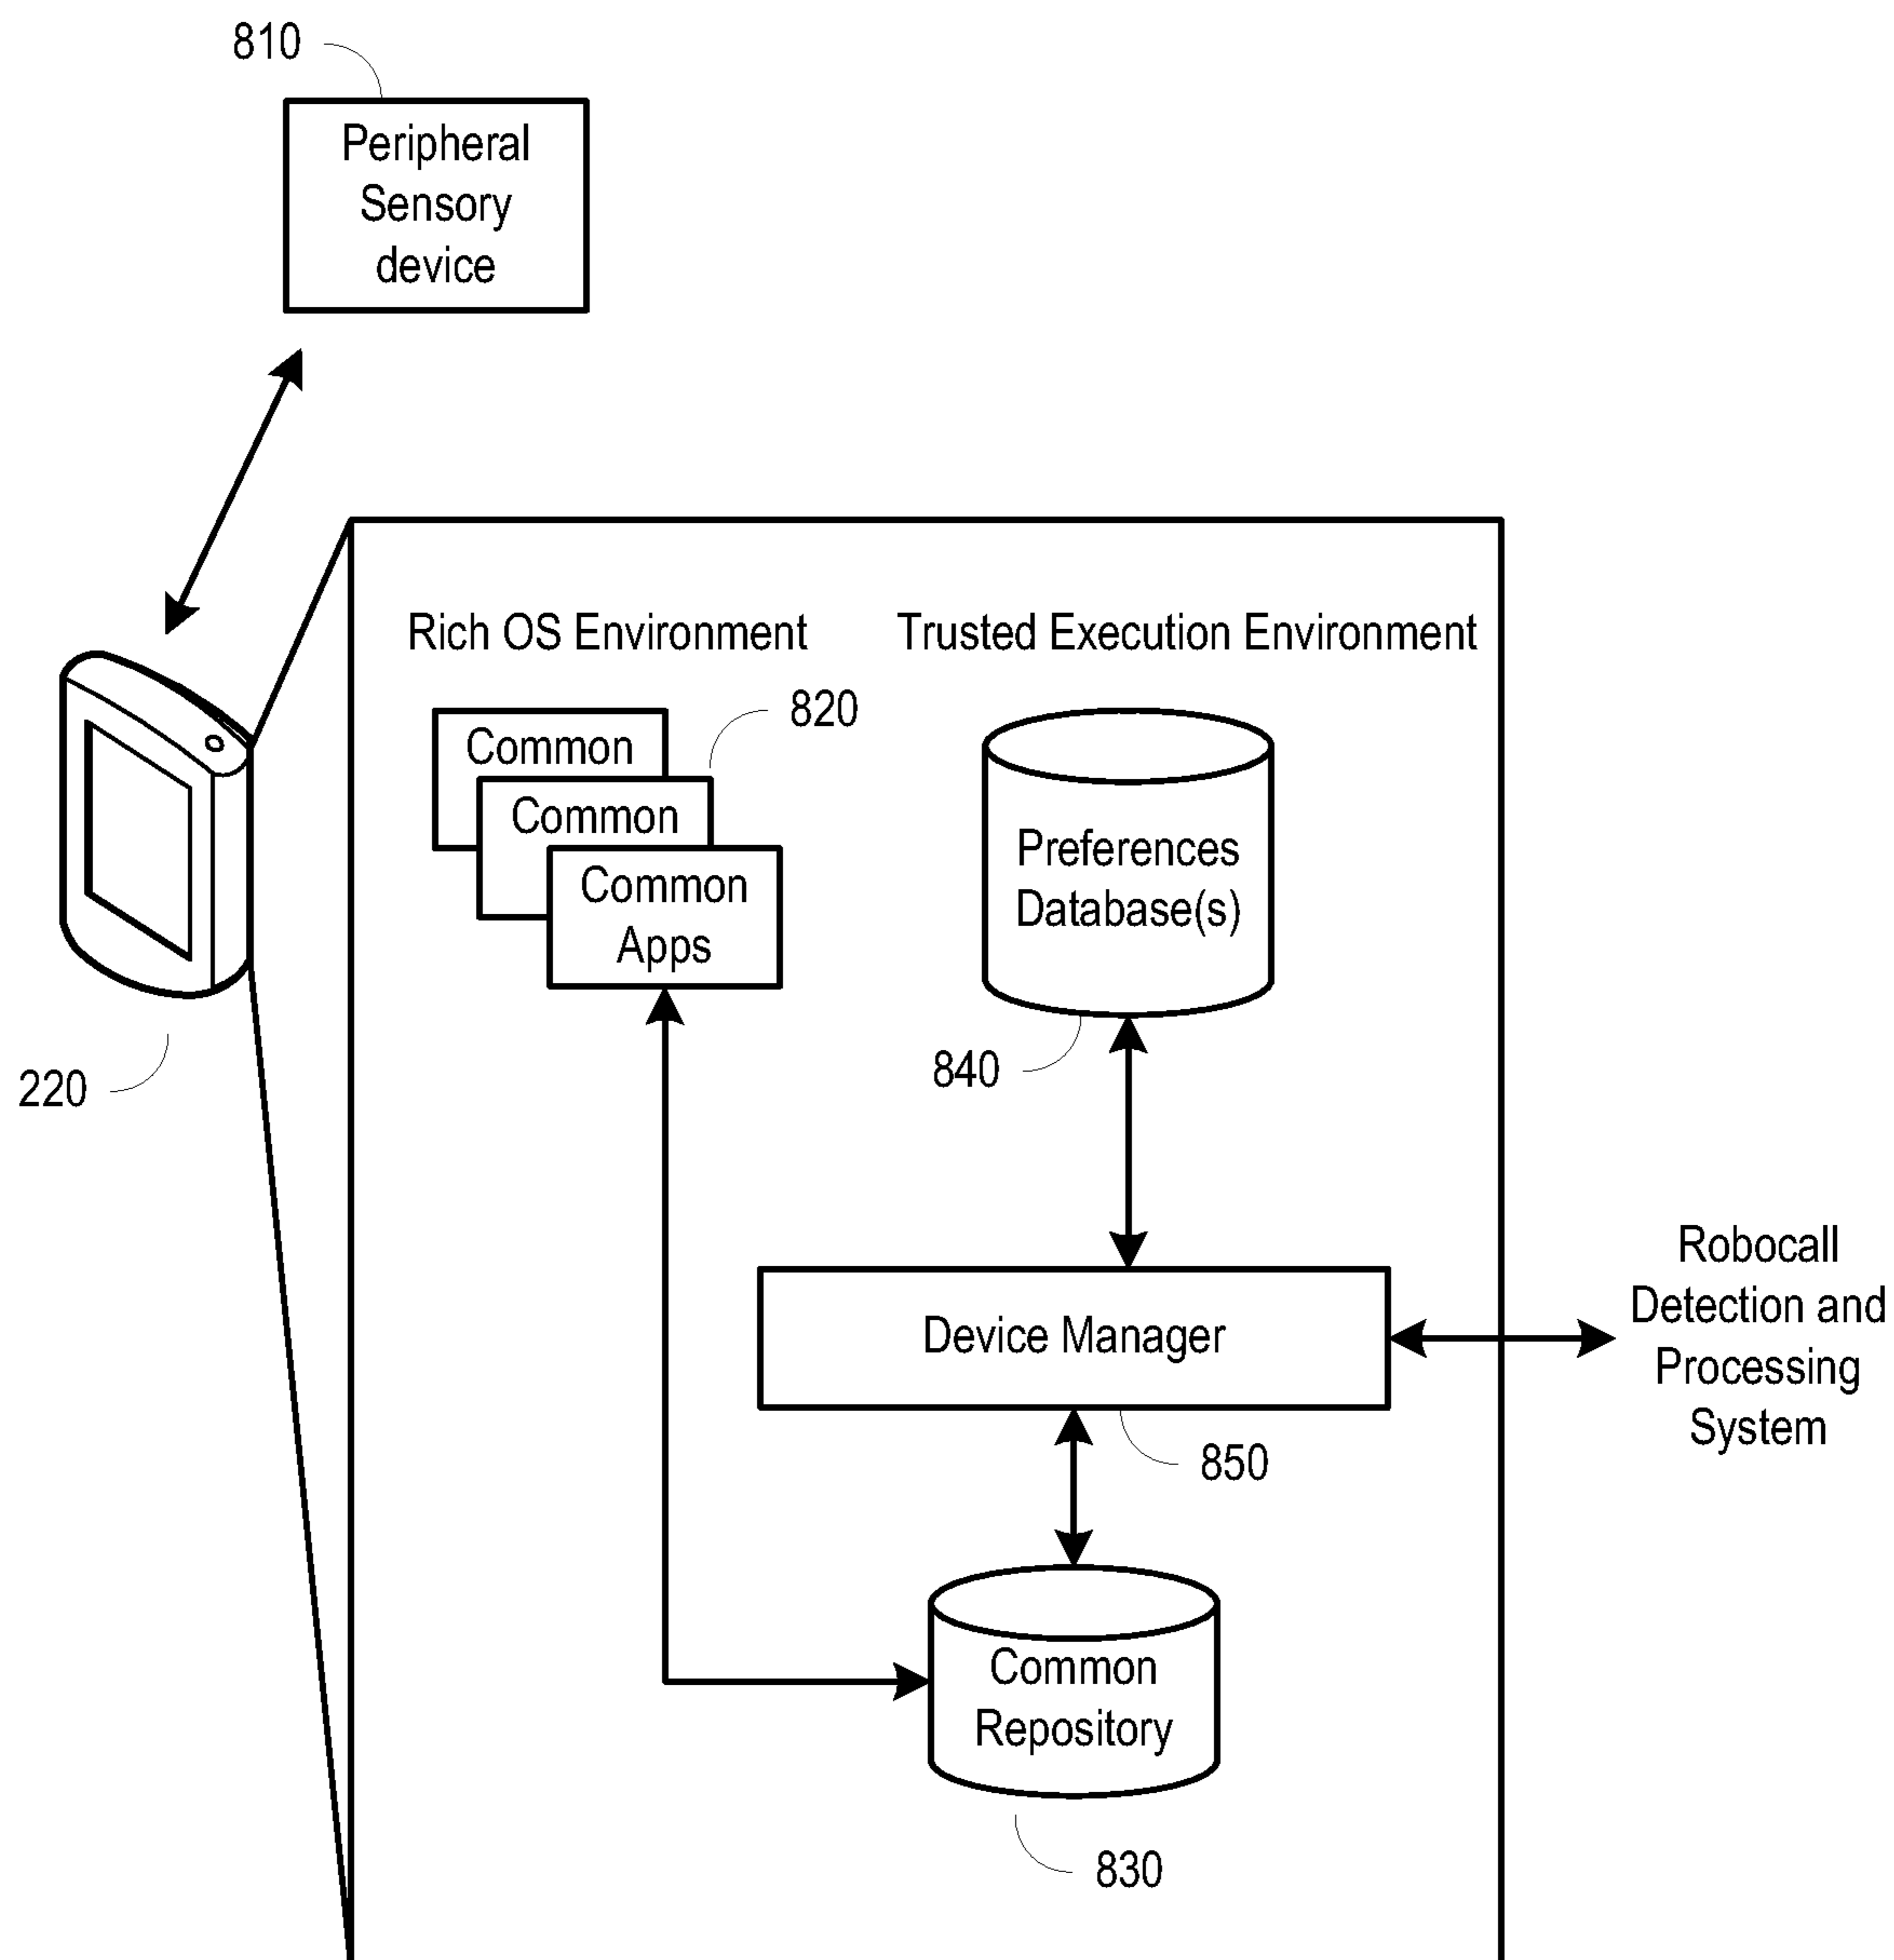 810
Peripheral
Sensory
device
Rich OS Environment
Trusted Execution Environment
820
Common
Common
Common
Apps
Preferences
Database(s)
840
220
Device Manager
850
Robocall
Detection and
Processing
System
Common
Repository
830